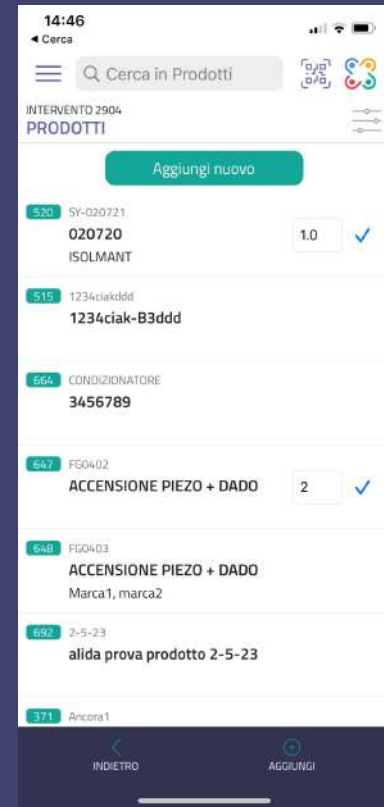 14:46
◀ Cerca
Cerca in Prodotti
INTERVENTO 2904
PRODOTTI
Aggiungi nuovo
520 SY-020721
020720 1.0
ISOLMANT
515 1234ciakddd
1234ciak-B3ddd
664 CONDIZIONATORE
3456789
647 FG0402
ACCENSIONE PIEZO + DADO 2
648 FG0403
ACCENSIONE PIEZO + DADO
Marca1, marca2
692 2-5-23
alida prova prodotto 2-5-23
371 Ancora1
INDIETRO AGGIUNGI